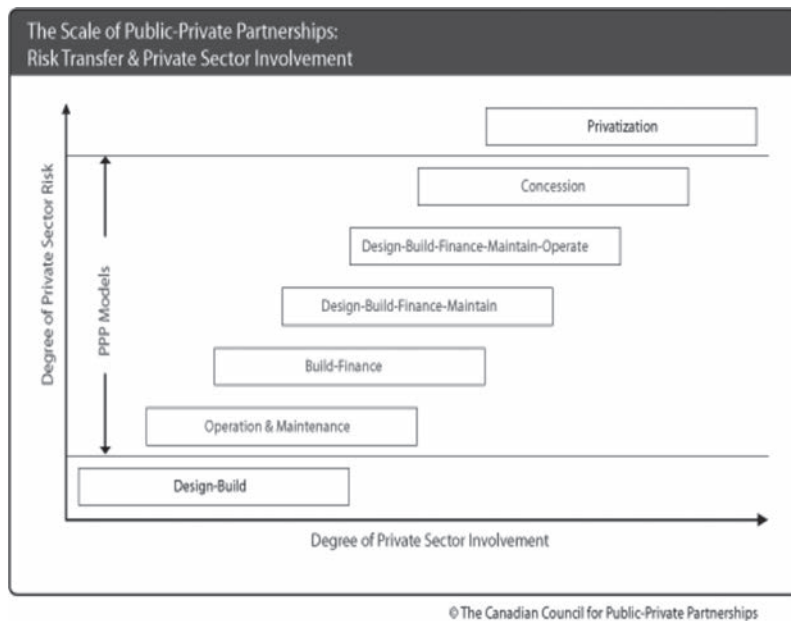 The Scale of Public-Private Partnerships:
Risk Transfer & Private Sector Involvement
Degree of Private Sector Risk
PPP Models
Privatization
Concession
Design-Build-Finance-Maintain-Operate
Design-Build-Finance-Maintain
Build-Finance
Operation & Maintenance
Design-Build
Degree of Private Sector Involvement
© The Canadian Council for Public-Private Partnerships